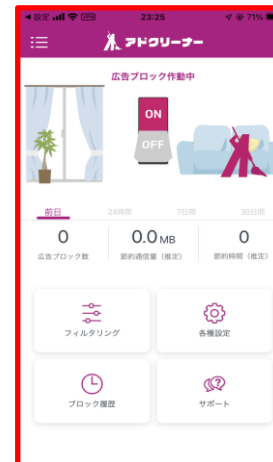 設定 VPN 23:25 71%
アドクリーナー
広告ブロック作動中
ON
OFF
前日 24時間 7日間 30日間
0 0.0 MB 0
広告ブロック数 節約通信量（推定） 節約時間（推定）
フィルタリング 各種設定
ブロック履歴 サポート